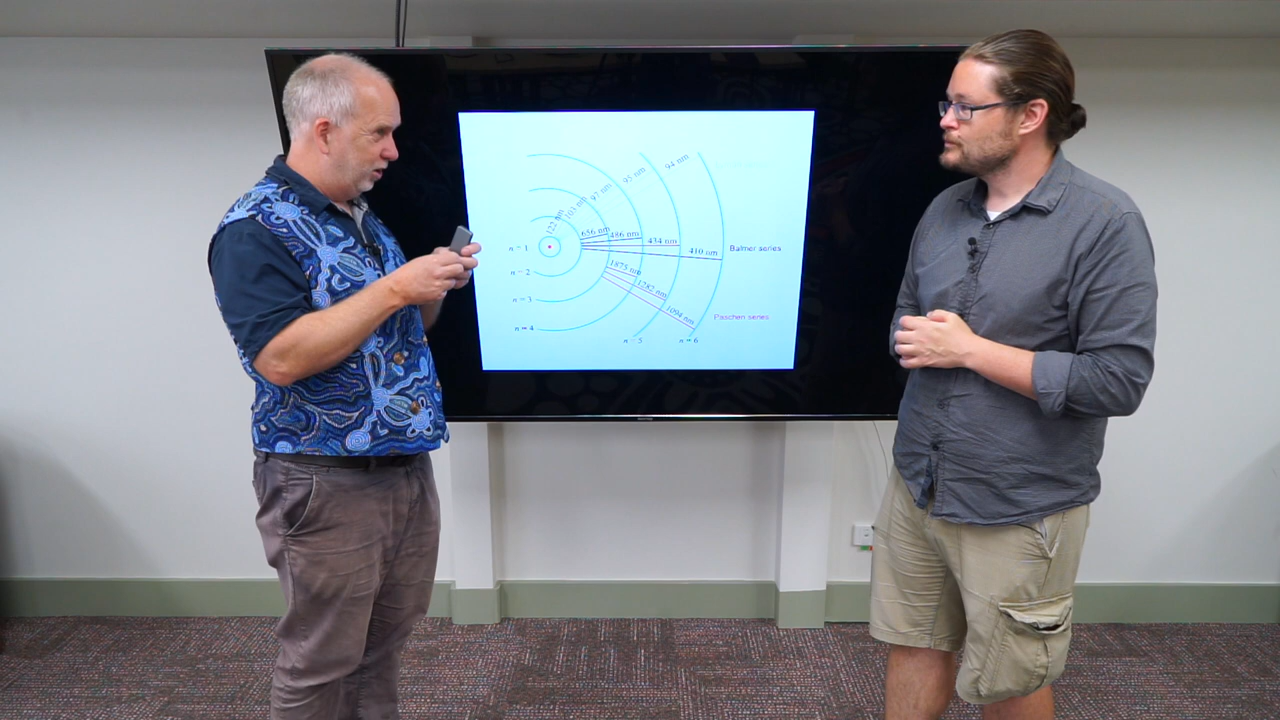 94 nm
95 nm
97 nm
103 nm
122 nm
656 nm
486 nm
434 nm
410 nm
Balmer series
n = 1
n = 2
n = 3
n = 4
n = 5
n = 6
1875 nm
1282 nm
1094 nm
Paschen series